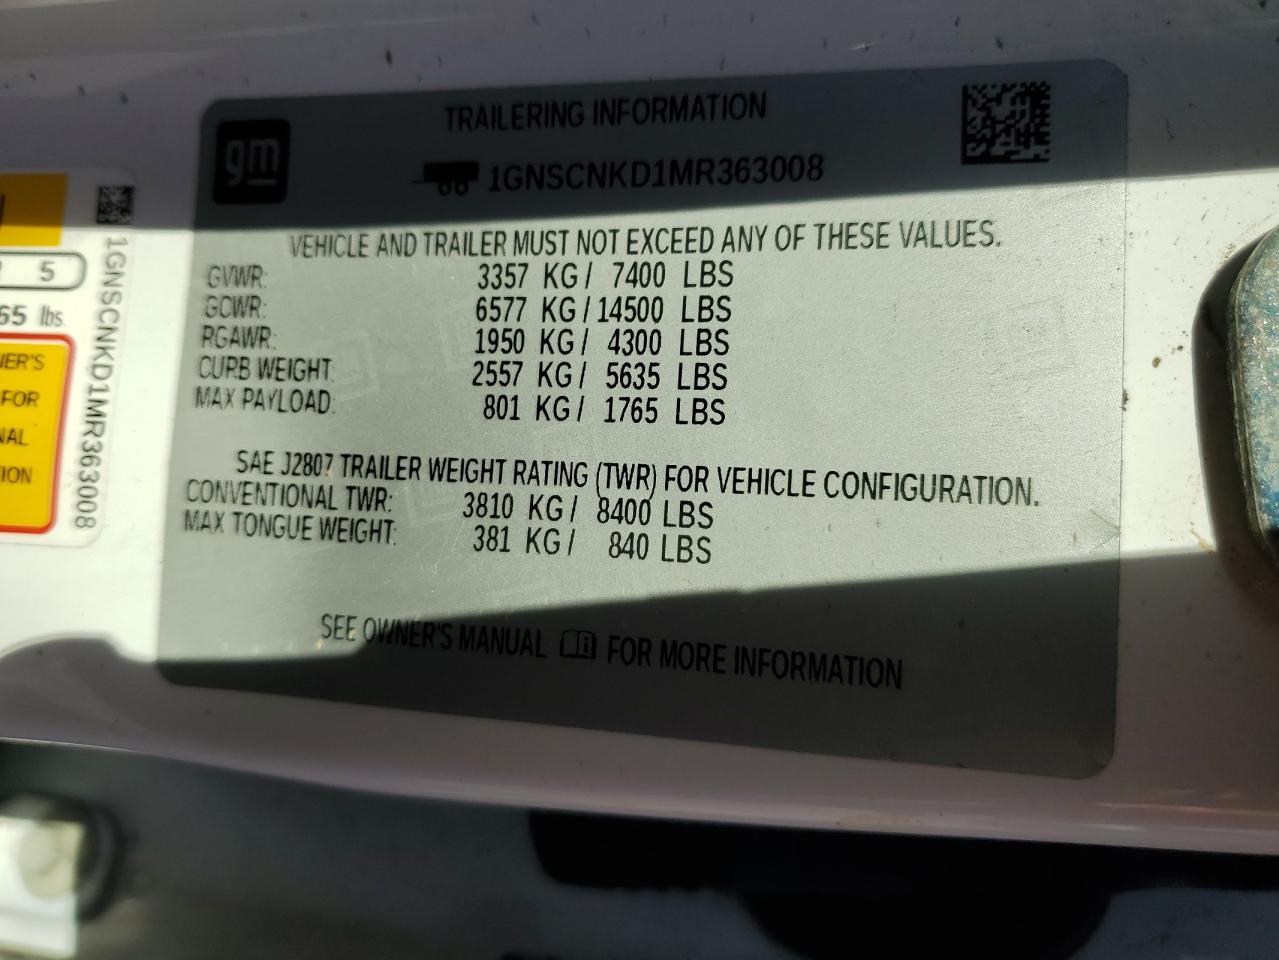 gm
TRAILERING INFORMATION
1GNSCNKD1MR363008
VEHICLE AND TRAILER MUST NOT EXCEED ANY OF THESE VALUES.
GVWR: 3357 KG/ 7400 LBS
GCWR: 6577 KG/ 14500 LBS
RGAWR: 1950 KG/ 4300 LBS
CURB WEIGHT: 2557 KG/ 5635 LBS
MAX PAYLOAD: 801 KG/ 1765 LBS
SAE J2807 TRAILER WEIGHT RATING (TWR) FOR VEHICLE CONFIGURATION.
CONVENTIONAL TWR: 3810 KG/ 8400 LBS
MAX TONGUE WEIGHT: 381 KG/ 840 LBS
SEE OWNER'S MANUAL FOR MORE INFORMATION
1GNSCNKD1MR363008
5
65 lbs
NER'S
FOR
NAL
ION